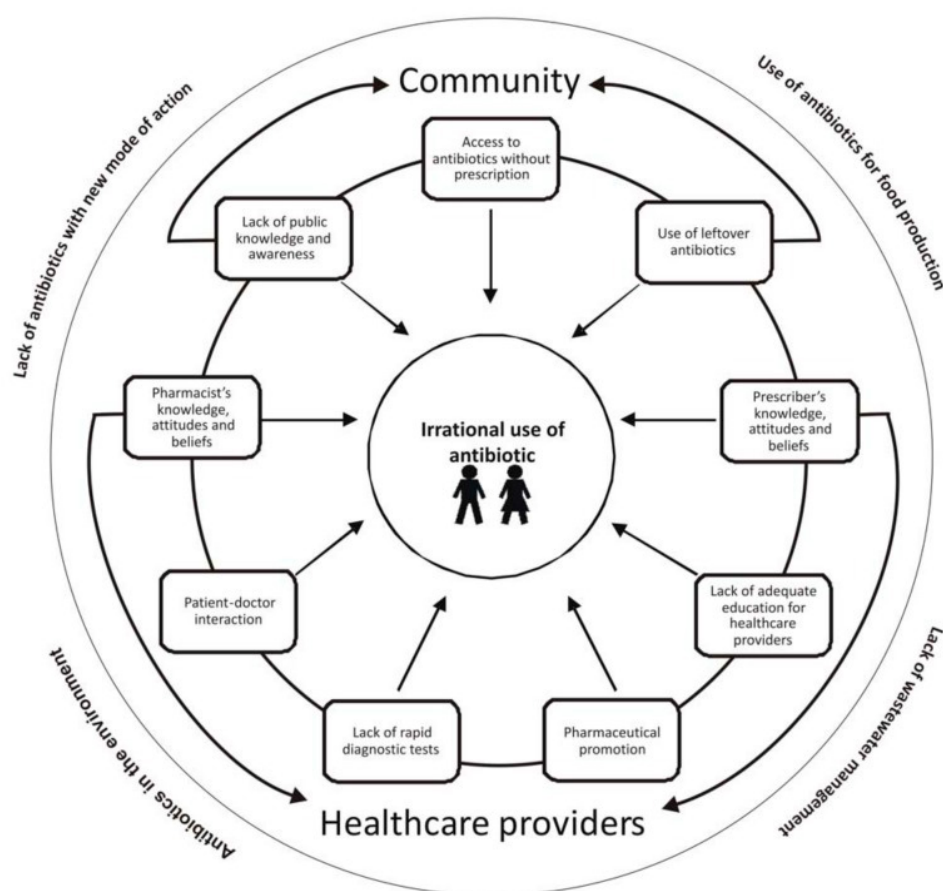 Community
Lack of antibiotics with new mode of action
Use of antibiotics for food production
Access to
antibiotics without
prescription
Lack of public
knowledge and
awareness
Use of leftover
antibiotics
Pharmacist's
knowledge,
attitudes and
beliefs
Irrational use of
antibiotic
Prescriber's
knowledge,
attitudes and
beliefs
Patient-doctor
interaction
Lack of adequate
education for
healthcare
providers
Lack of rapid
diagnostic tests
Pharmaceutical
promotion
Antibiotics in the environment
Lack of wastewater management
Healthcare providers